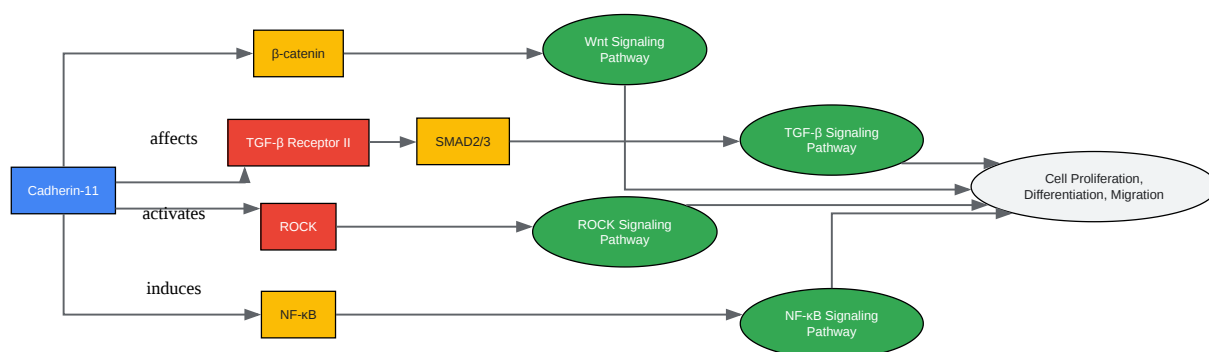 β-catenin
Wnt Signaling
Pathway
affects
TGF-β Receptor II
SMAD2/3
TGF-β Signaling
Pathway
Cadherin-11
Cell Proliferation,
Differentiation, Migration
activates
ROCK
ROCK Signaling
Pathway
induces
NF-κB
NF-κB Signaling
Pathway